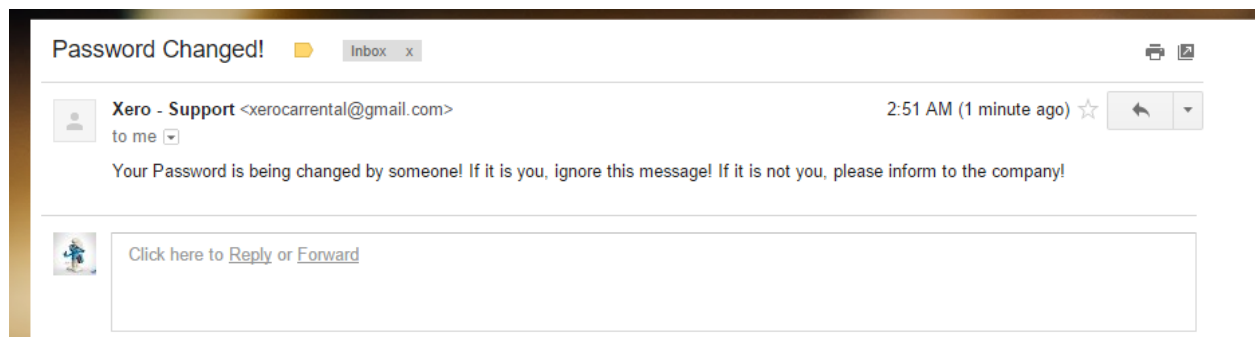 Password Changed! Inbox x
Xero - Support <xerocarrental@gmail.com> 2:51 AM (1 minute ago)
to me
Your Password is being changed by someone! If it is you, ignore this message! If it is not you, please inform to the company!
Click here to Reply or Forward